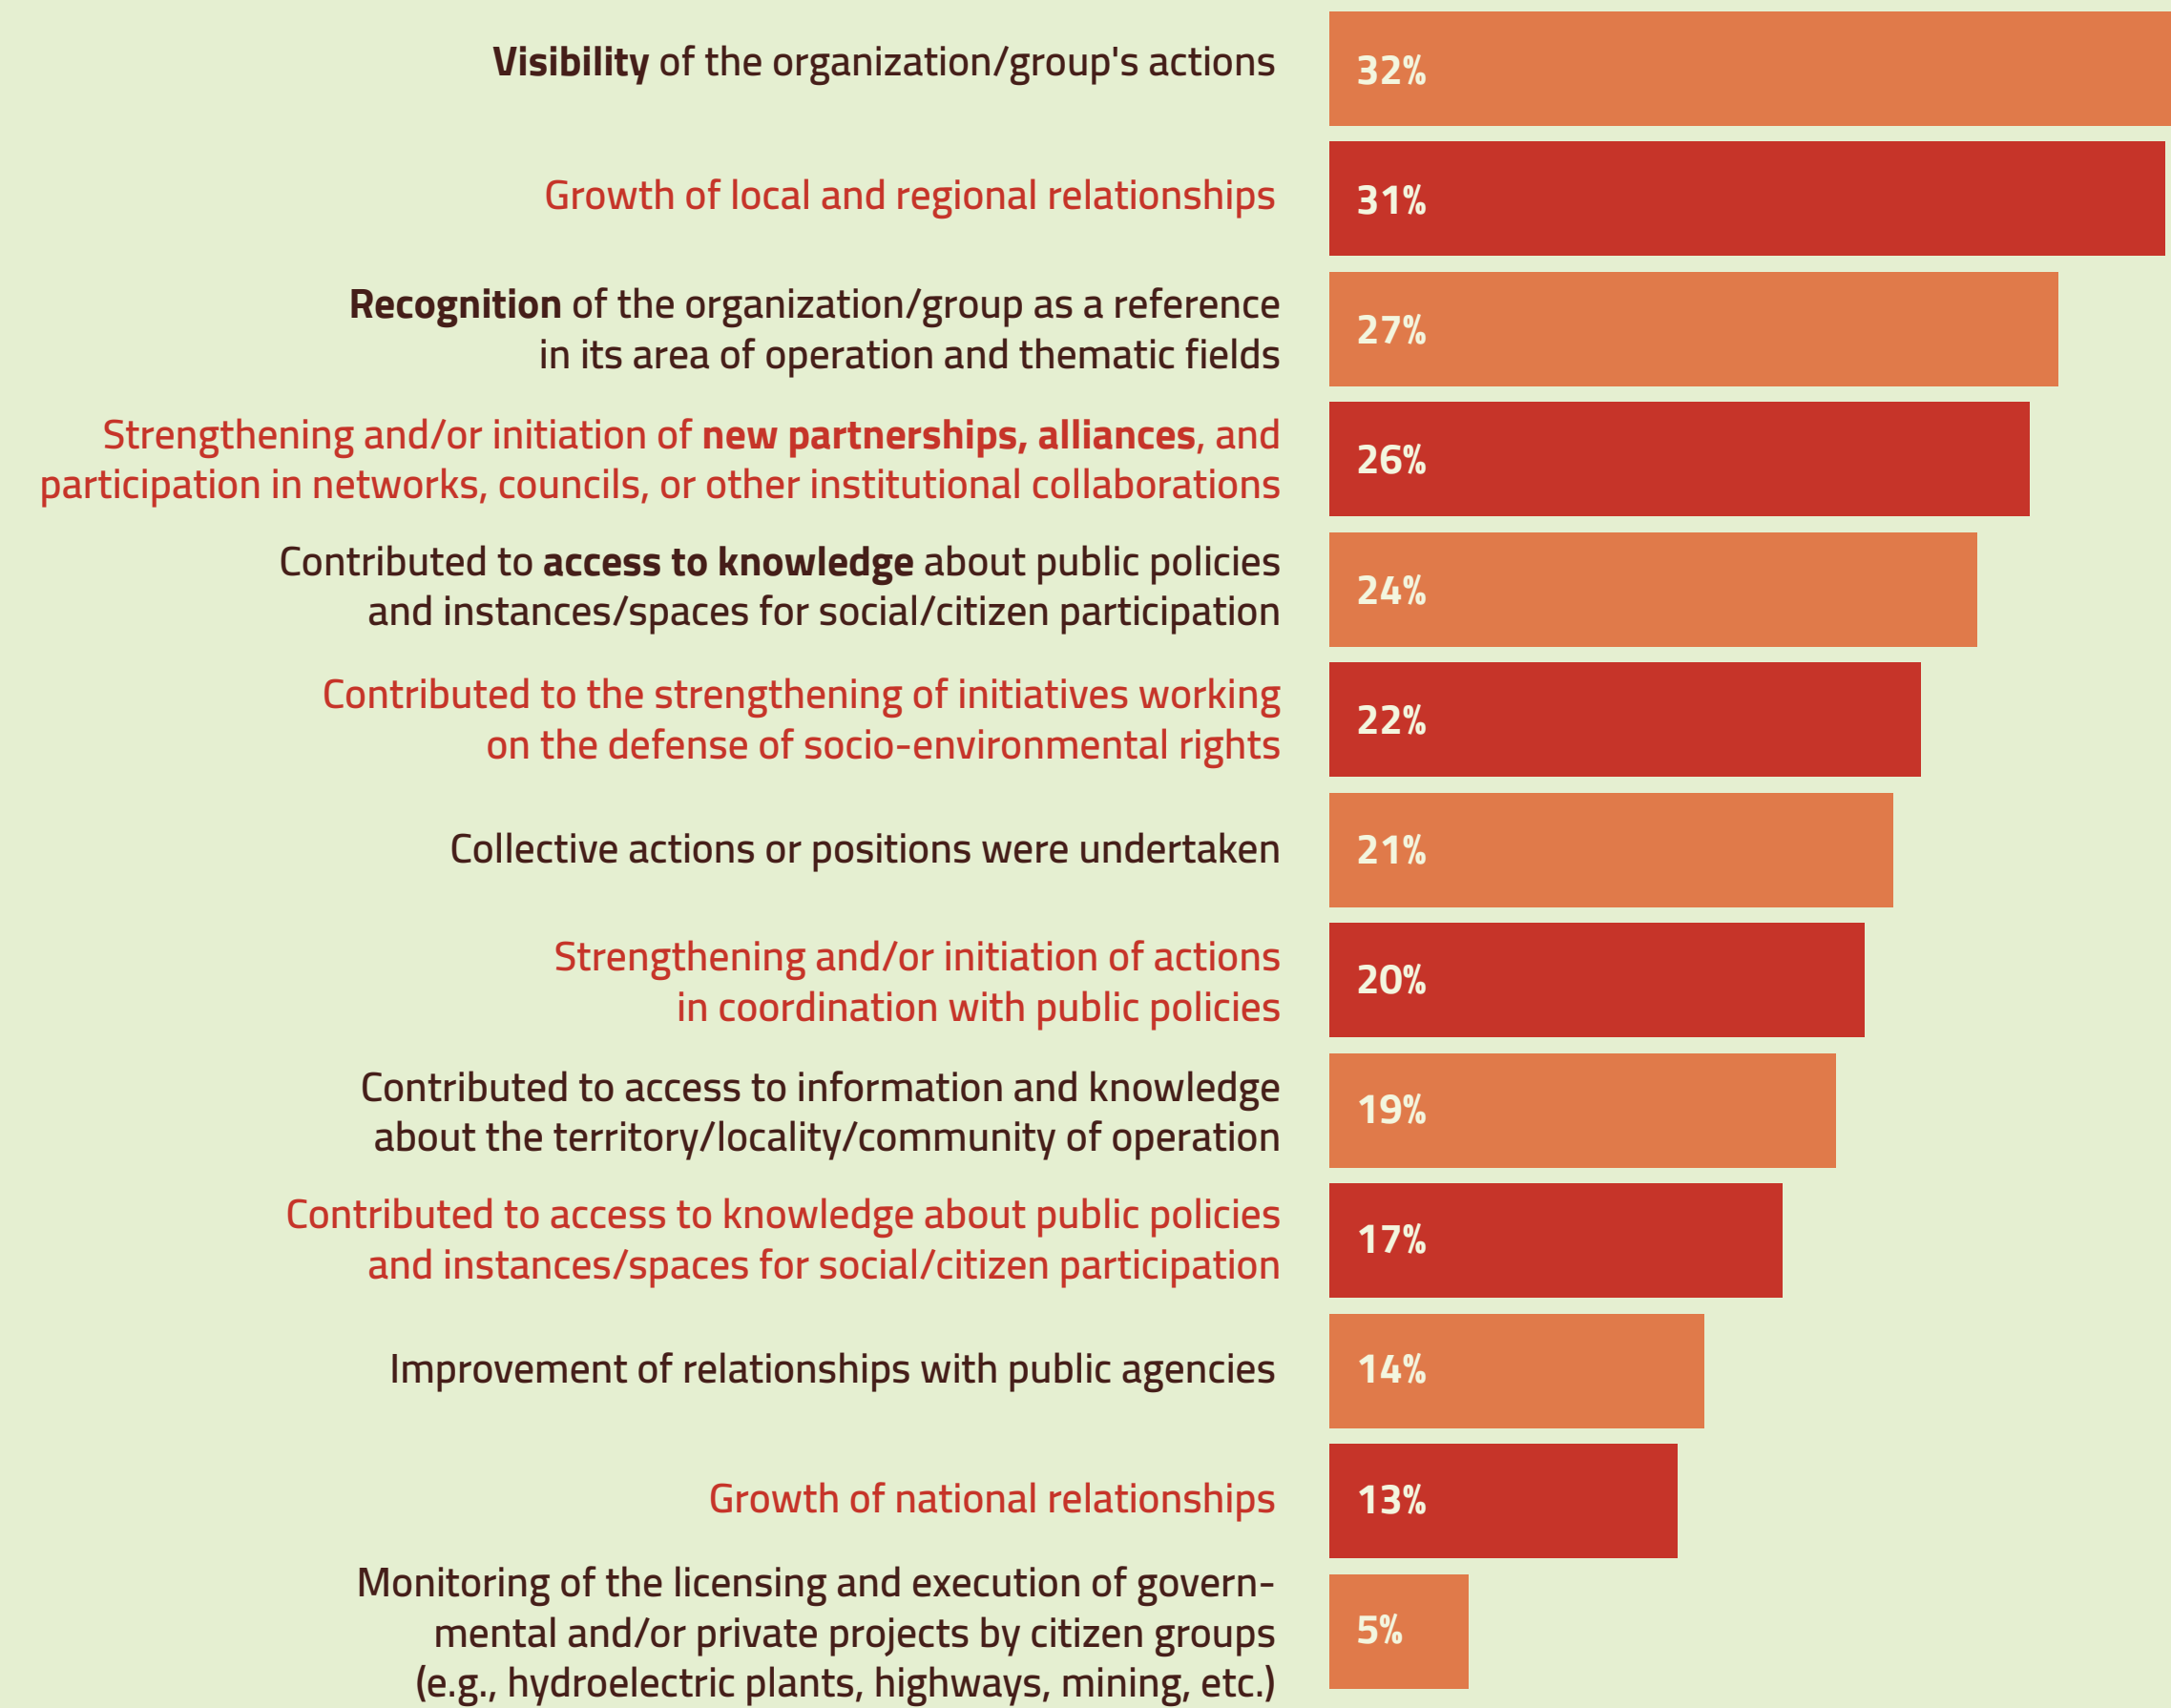 Visibility of the organization/group's actions
32%
Growth of local and regional relationships
31%
Recognition of the organization/group as a reference
in its area of operation and thematic fields
27%
Strengthening and/or initiation of new partnerships, alliances, and
participation in networks, councils, or other institutional collaborations
26%
Contributed to access to knowledge about public policies
and instances/spaces for social/citizen participation
24%
Contributed to the strengthening of initiatives working
on the defense of socio-environmental rights
22%
Collective actions or positions were undertaken
21%
Strengthening and/or initiation of actions
in coordination with public policies
20%
Contributed to access to information and knowledge
about the territory/locality/community of operation
19%
Contributed to access to knowledge about public policies
and instances/spaces for social/citizen participation
17%
Improvement of relationships with public agencies
14%
Growth of national relationships
13%
Monitoring of the licensing and execution of govern-
mental and/or private projects by citizen groups
(e.g., hydroelectric plants, highways, mining, etc.)
5%